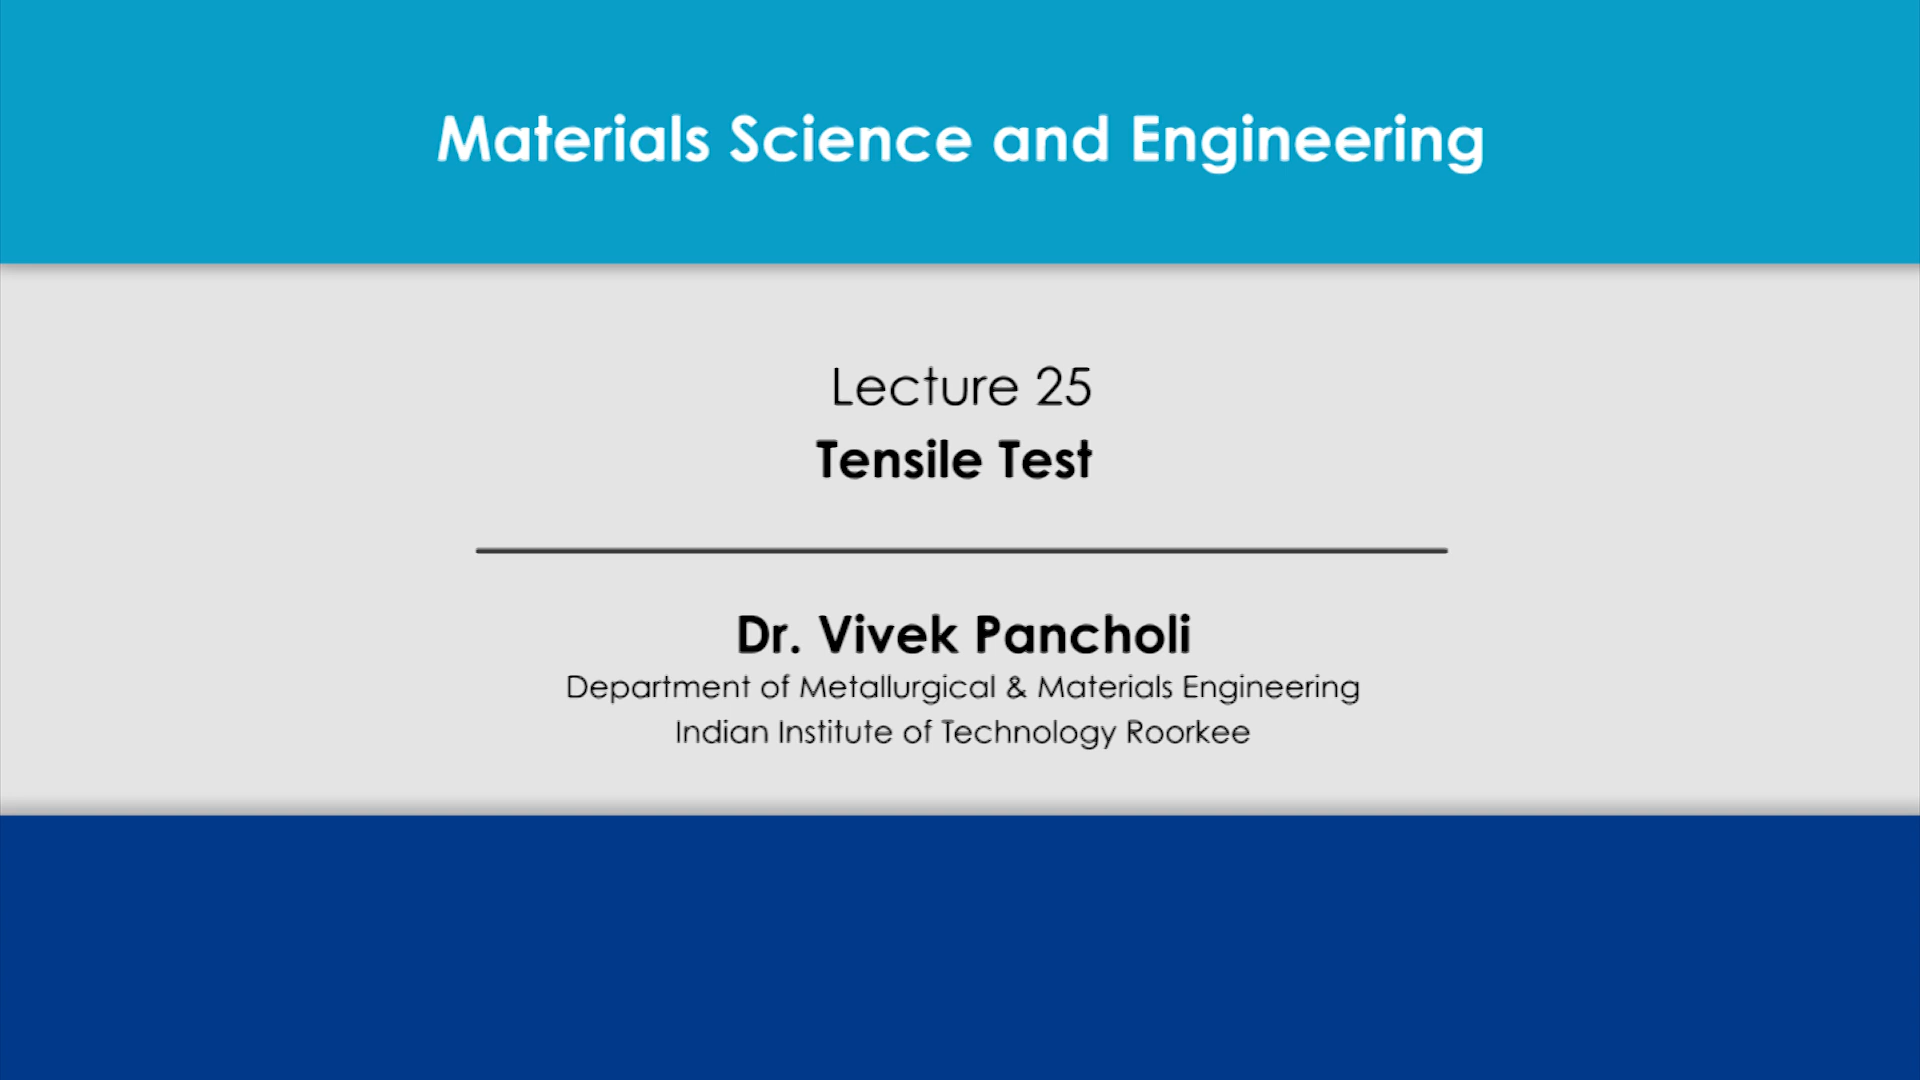 Materials Science and Engineering
Lecture 25
Tensile Test
Dr. Vivek Pancholi
Department of Metallurgical & Materials Engineering
Indian Institute of Technology Roorkee